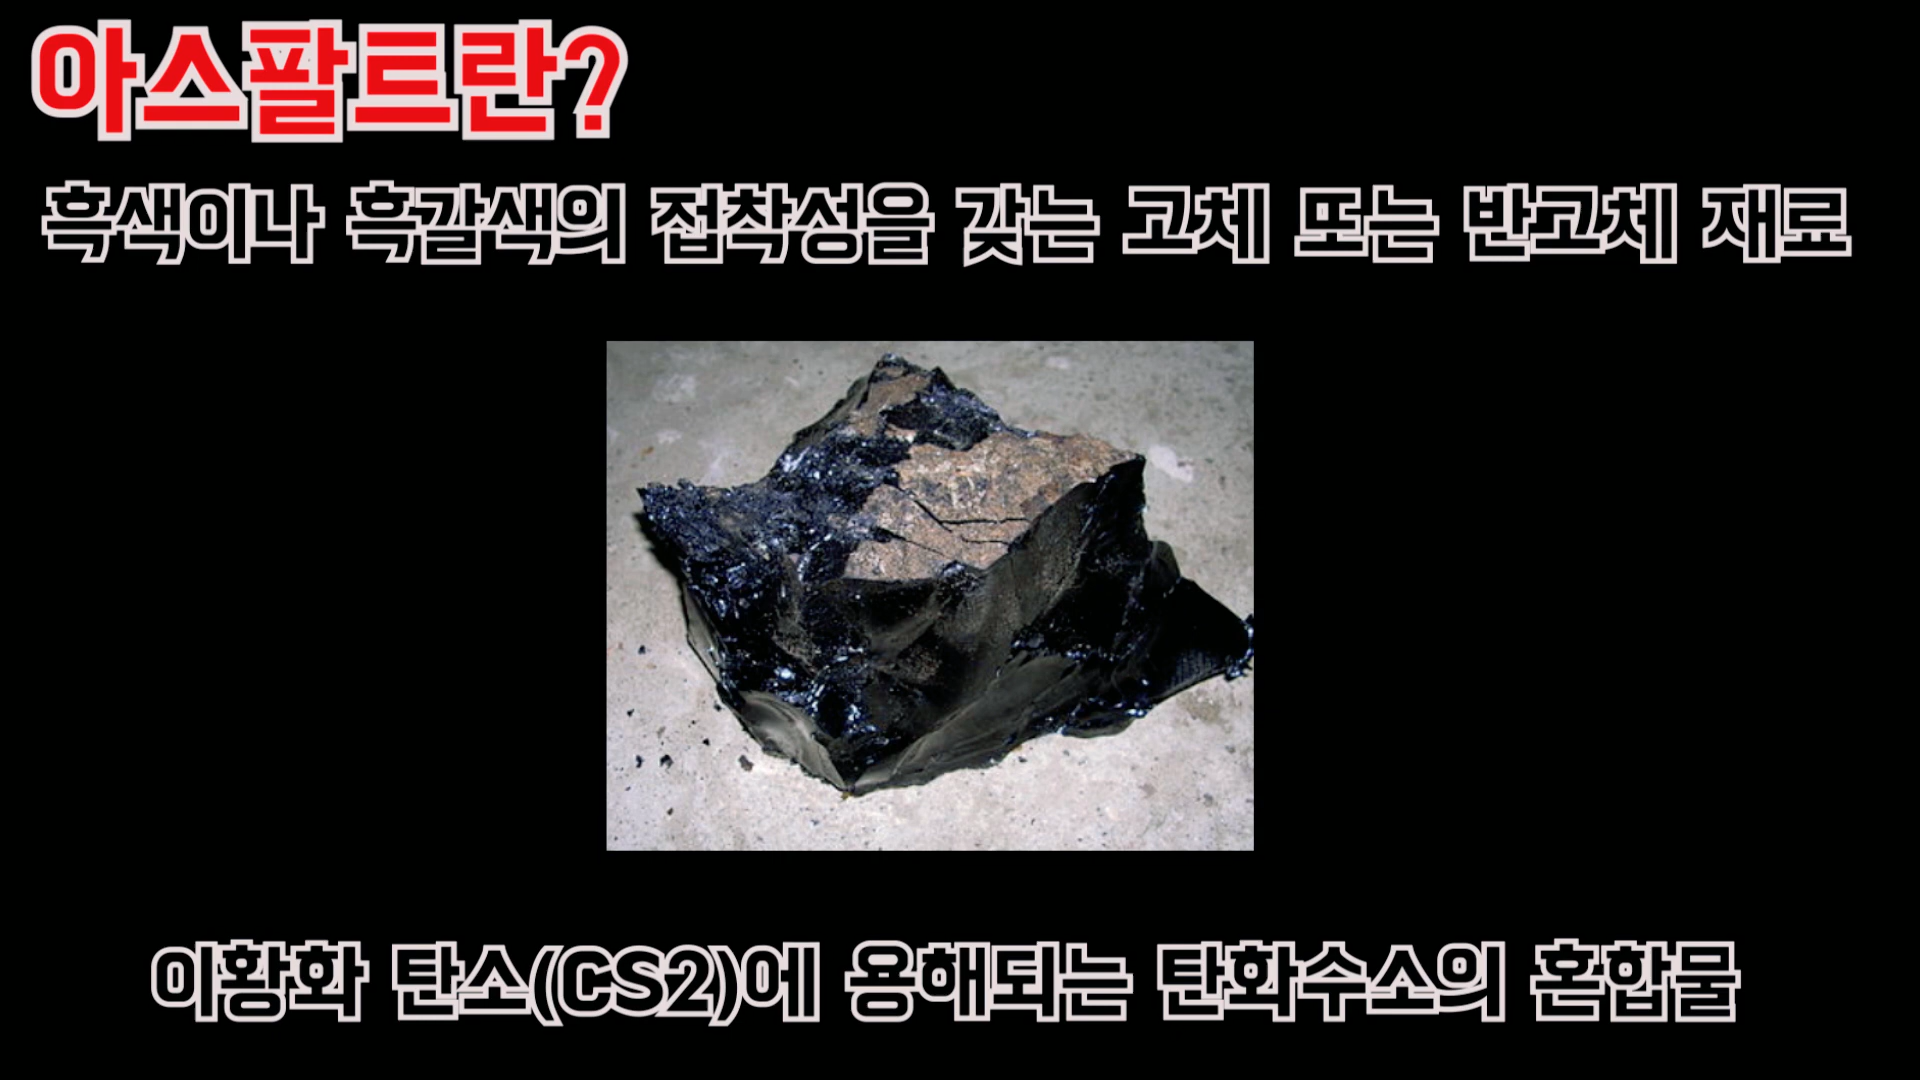 아스팔트란?
흑색이나 흑갈색의 접착성을 갖는 고체 또는 반고체 재료
이황화 탄소(CS2)에 용해되는 탄화수소의 혼합물